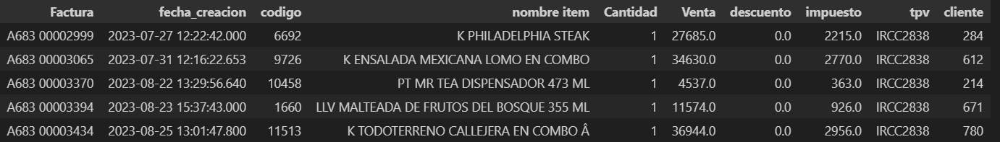 Factura fecha_creacion codigo nombre item Cantidad Venta descuento impuesto tpv cliente
A683 00002999 2023-07-27 12:22:42.000 6692 K PHILADELPHIA STEAK 1 27685.0 0.0 2215.0 IRCC2838 284
A683 00003065 2023-07-31 12:16:22.653 9726 K ENSALADA MEXICANA LOMO EN COMBO 1 34630.0 0.0 2770.0 IRCC2838 612
A683 00003370 2023-08-22 13:29:56.640 10458 PT MR TEA DISPENSADOR 473 ML 1 4537.0 0.0 363.0 IRCC2838 214
A683 00003394 2023-08-23 15:37:43.000 1660 LLV MALTEADA DE FRUTOS DEL BOSQUE 355 ML 1 11574.0 0.0 926.0 IRCC2838 671
A683 00003434 2023-08-25 13:01:47.800 11513 K TODOTERRENO CALLEJERA EN COMBO Â 1 36944.0 0.0 2956.0 IRCC2838 780